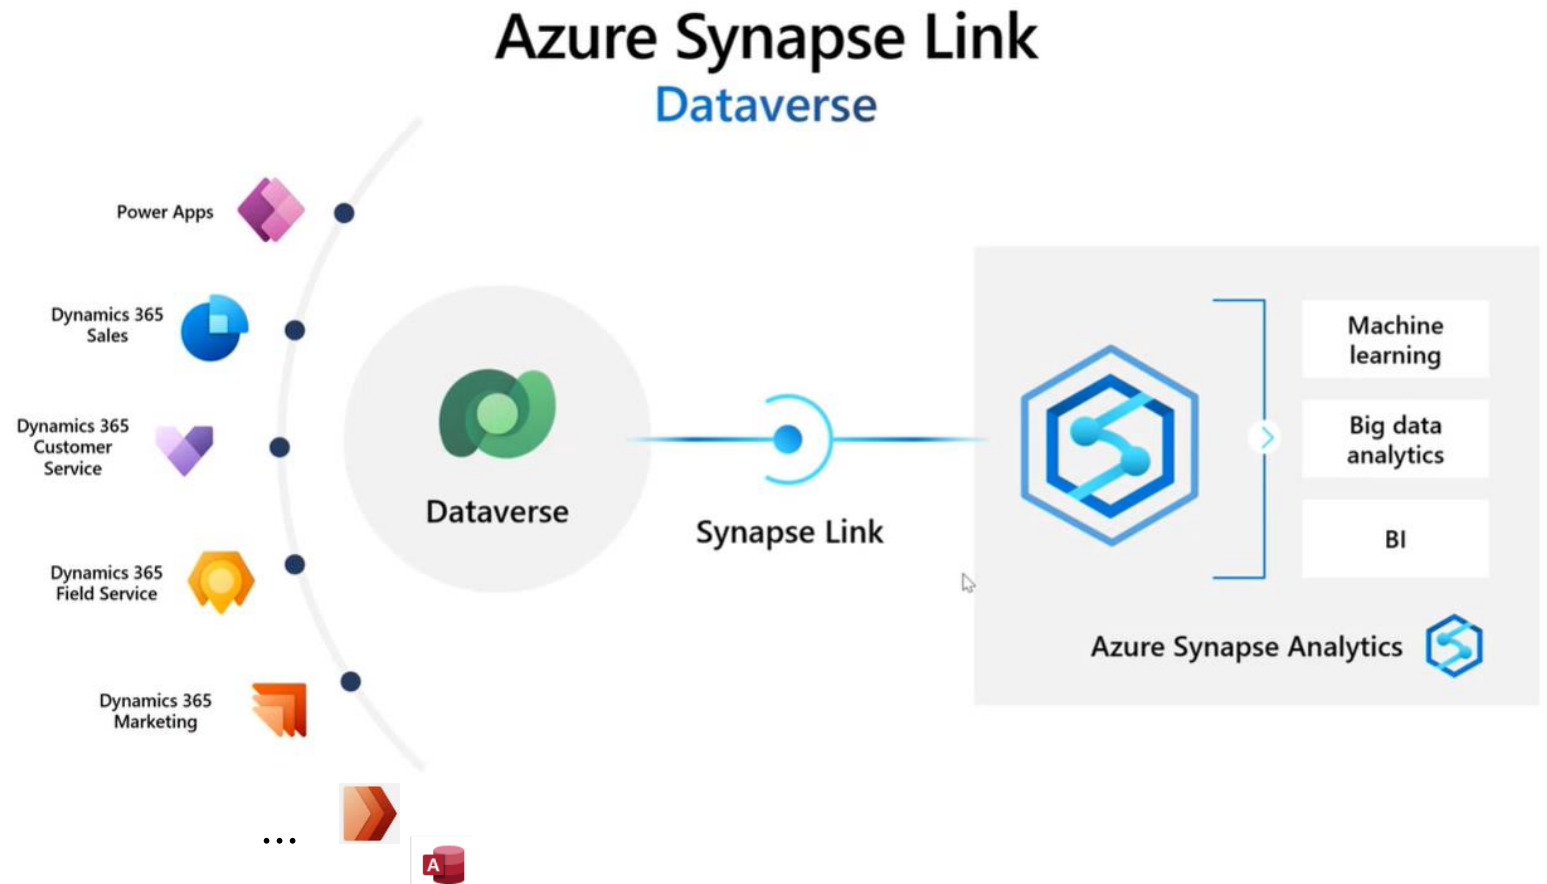 Azure Synapse Link
Dataverse
Power Apps
Dynamics 365
Sales
Dynamics 365
Customer
Service
Dynamics 365
Field Service
Dynamics 365
Marketing
...
A
Dataverse
Synapse Link
Machine
learning
Big data
analytics
BI
Azure Synapse Analytics